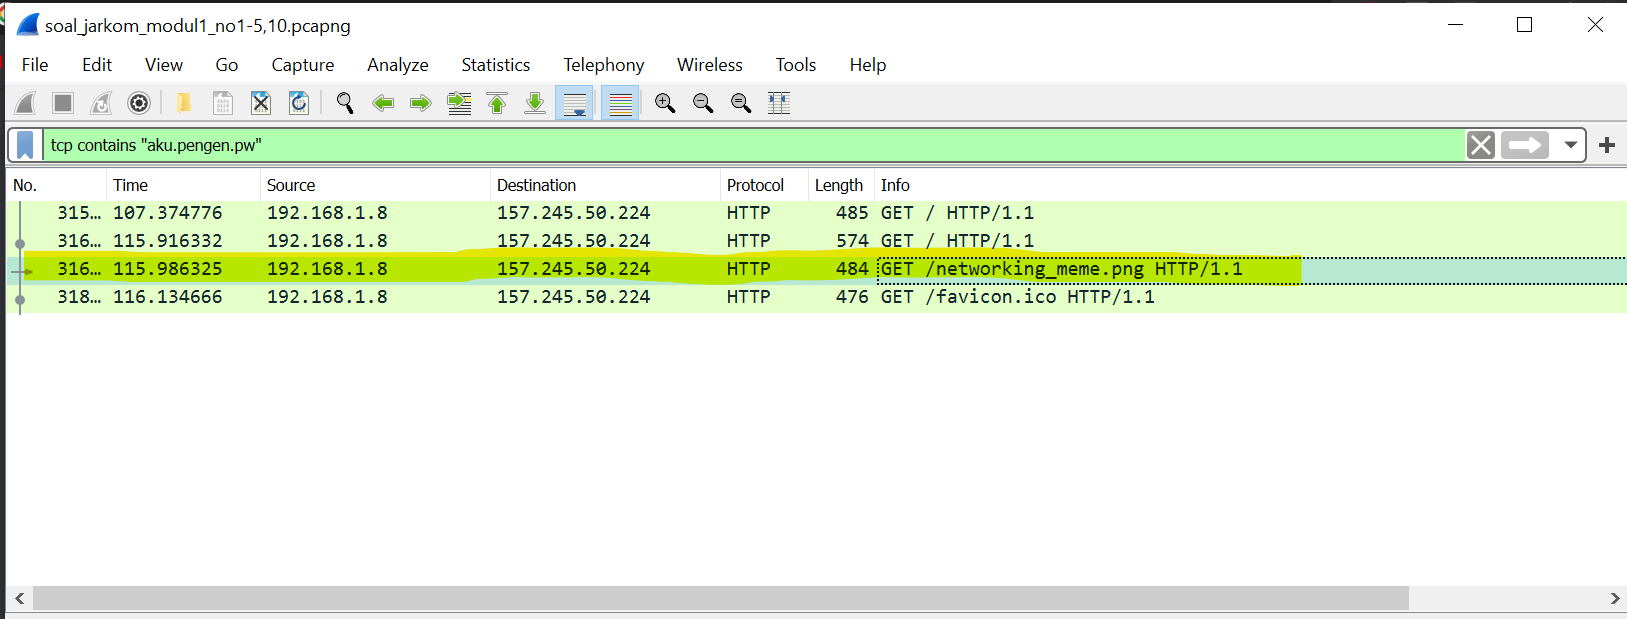 soal_jarkom_modul1_no1-5,10.pcapng
File Edit View Go Capture Analyze Statistics Telephony Wireless Tools Help
tcp contains "aku.pengen.pw"
No. Time Source Destination Protocol Length Info
315… 107.374776 192.168.1.8 157.245.50.224 HTTP 485 GET / HTTP/1.1
316… 115.916332 192.168.1.8 157.245.50.224 HTTP 574 GET / HTTP/1.1
316… 115.986325 192.168.1.8 157.245.50.224 HTTP 484 GET /networking_meme.png HTTP/1.1
318… 116.134666 192.168.1.8 157.245.50.224 HTTP 476 GET /favicon.ico HTTP/1.1